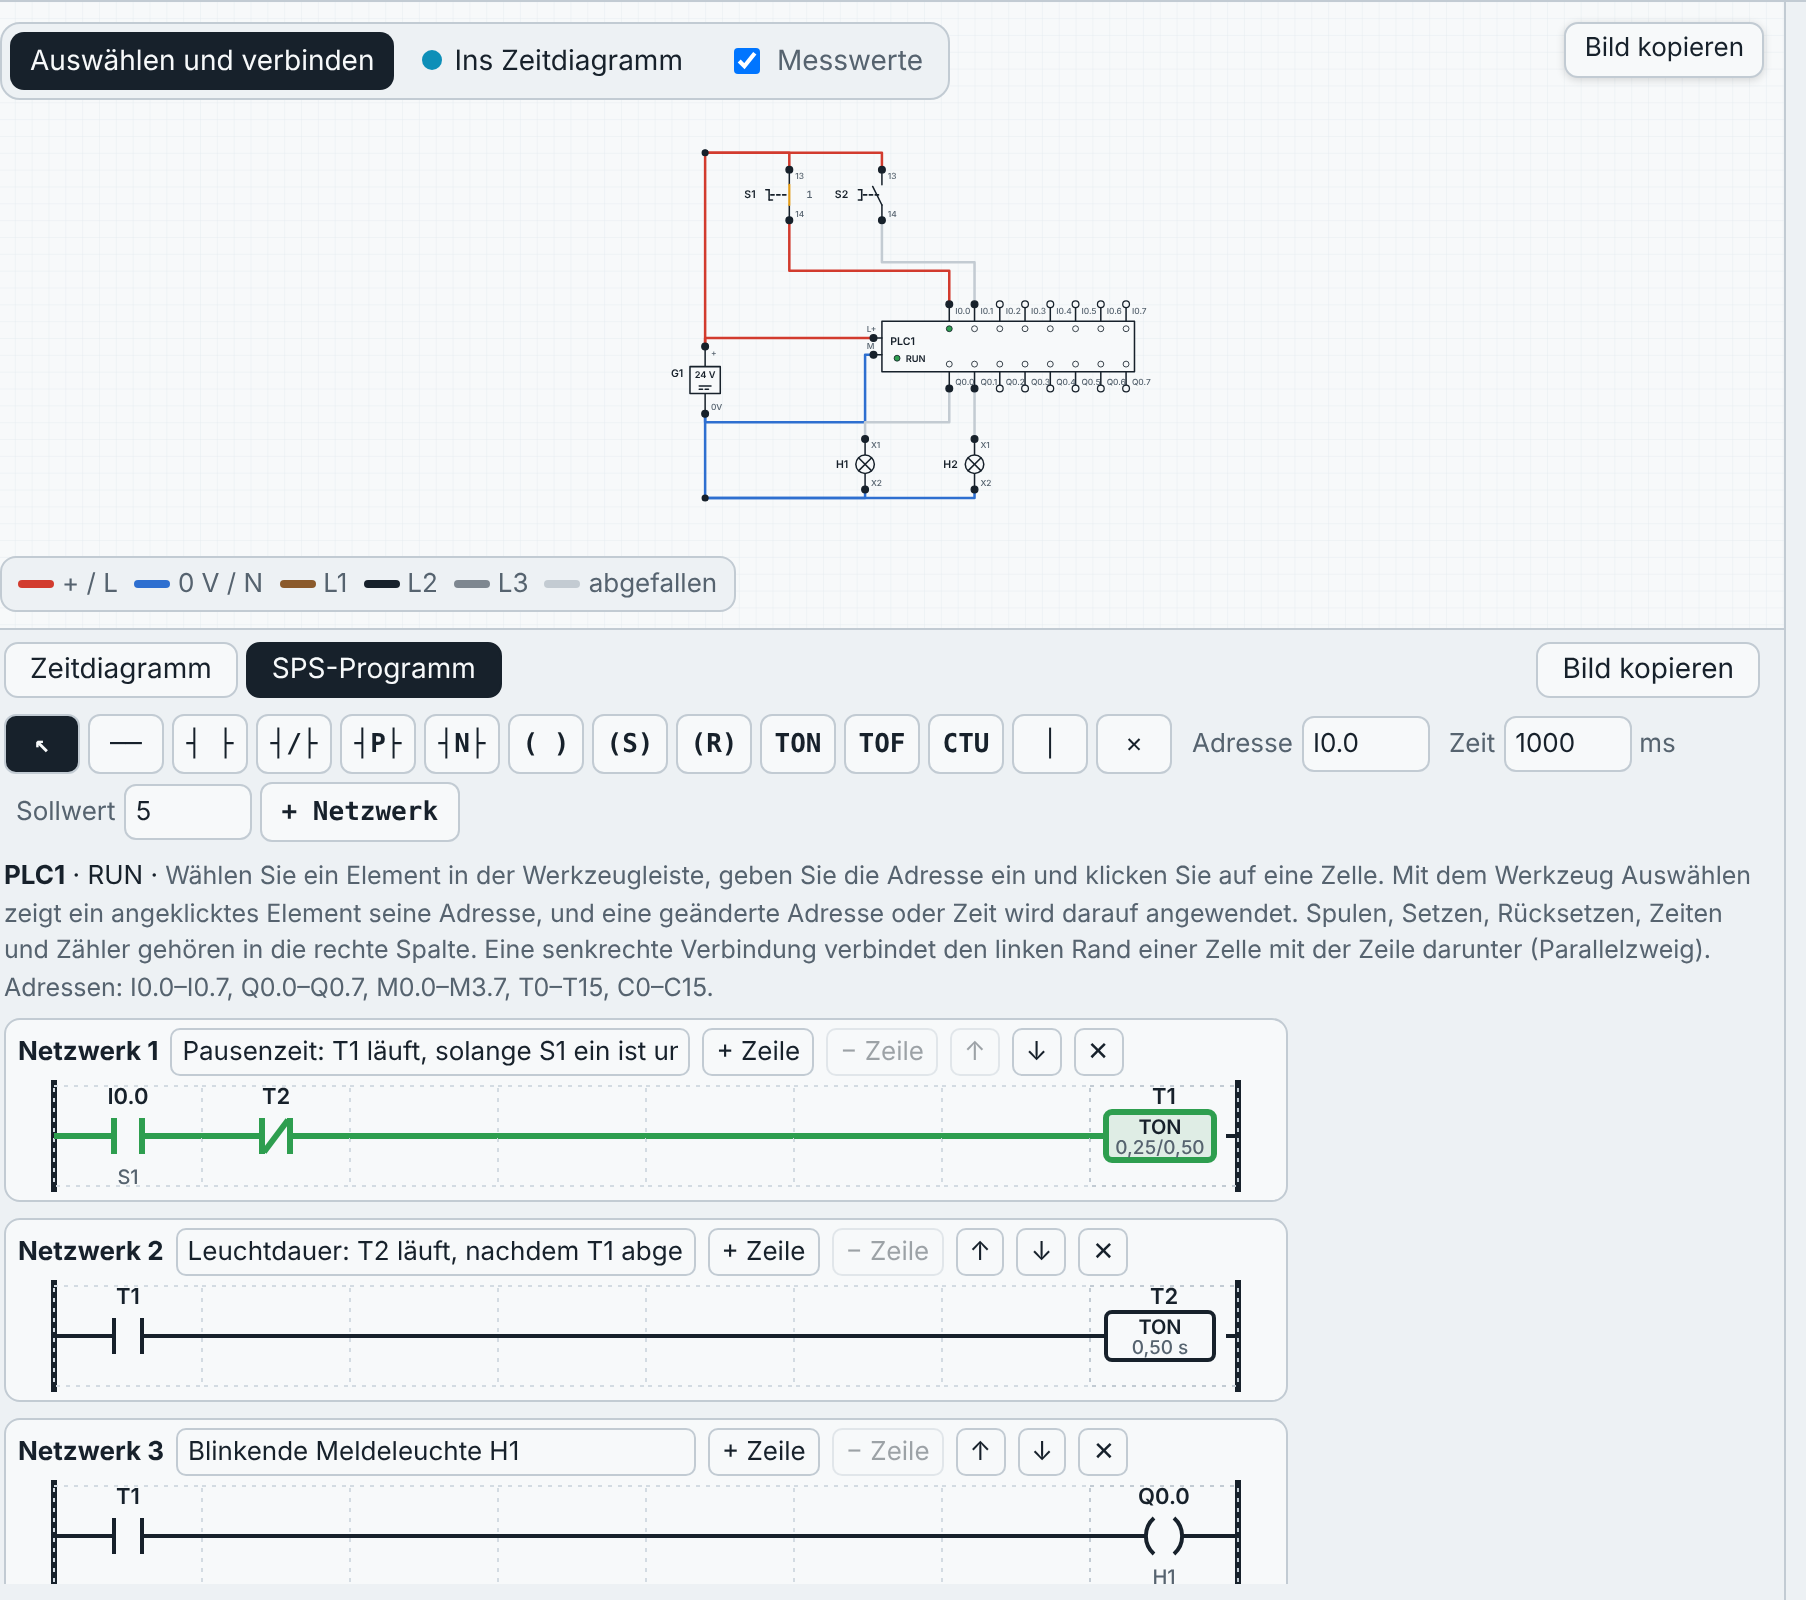 Auswählen und verbinden Ins Zeitdiagramm Messwerte Bild kopieren
13 13
S1 1 S2
14 14
I0.0 I0.1 I0.2 I0.3 I0.4 I0.5 I0.6 I0.7
L+
PLC1
M
RUN
+
G1 24 V
Q0.0 Q0.1 Q0.2 Q0.3 Q0.4 Q0.5 Q0.6 Q0.7
0V
X1 X1
H1 H2
X2 X2
+ / L 0 V / N L1 L2 L3 abgefallen
Zeitdiagramm SPS-Programm Bild kopieren
↖ ── ┤ ├ ┤/├ ┤P├ ┤N├ ( ) (S) (R) TON TOF CTU │ × Adresse I0.0 Zeit 1000 ms
Sollwert 5 + Netzwerk
PLC1 · RUN · Wählen Sie ein Element in der Werkzeugleiste, geben Sie die Adresse ein und klicken Sie auf eine Zelle. Mit dem Werkzeug Auswählen
zeigt ein angeklicktes Element seine Adresse, und eine geänderte Adresse oder Zeit wird darauf angewendet. Spulen, Setzen, Rücksetzen, Zeiten
und Zähler gehören in die rechte Spalte. Eine senkrechte Verbindung verbindet den linken Rand einer Zelle mit der Zeile darunter (Parallelzweig).
Adressen: I0.0–I0.7, Q0.0–Q0.7, M0.0–M3.7, T0–T15, C0–C15.
Netzwerk 1 Pausenzeit: T1 läuft, solange S1 ein ist ur + Zeile − Zeile ↑ ↓ ✕
I0.0 T2 T1
TON
0,25/0,50
S1
Netzwerk 2 Leuchtdauer: T2 läuft, nachdem T1 abge + Zeile − Zeile ↑ ↓ ✕
T1 T2
TON
0,50 s
Netzwerk 3 Blinkende Meldeleuchte H1 + Zeile − Zeile ↑ ↓ ✕
T1 Q0.0
( )
H1